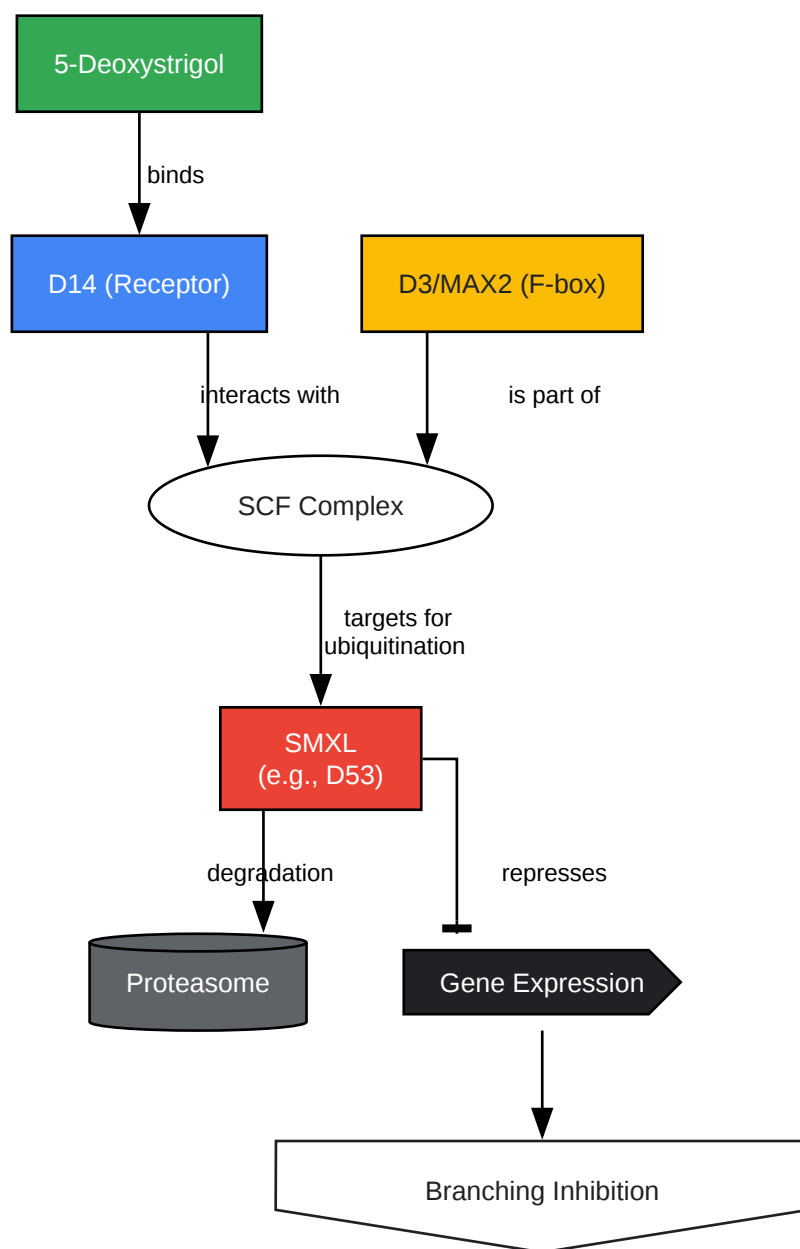 5-Deoxystrigol
binds
D14 (Receptor)
D3/MAX2 (F-box)
interacts with
is part of
SCF Complex
targets for
ubiquitination
SMXL
(e.g., D53)
degradation
represses
Proteasome
Gene Expression
Branching Inhibition